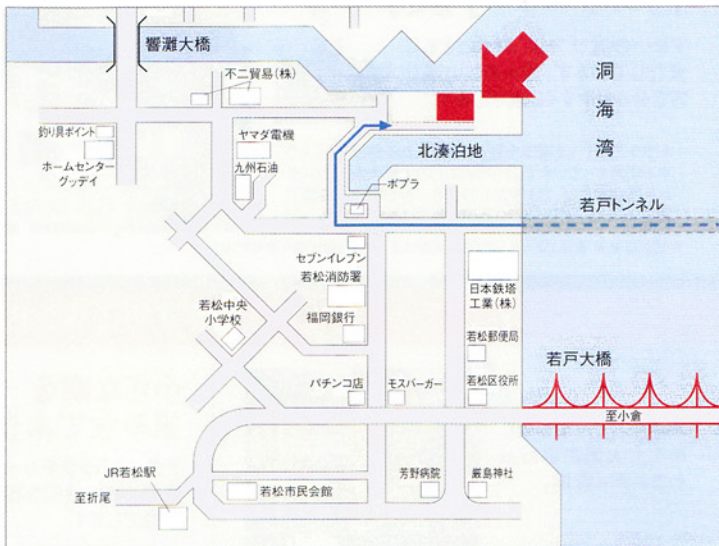 響灘大橋
不二貿易(株)
洞
海
湾
釣り具ポイント
ホームセンター
グッデイ
ヤマダ電機
九州石油
北湊泊地
ポプラ
若戸トンネル
セブンイレブン
若松消防署
福岡銀行
日本鉄塔
工業(株)
若松中央
小学校
若松郵便局
若戸大橋
パチンコ店
モスバーガー
若松区役所
至小倉
JR若松駅
至折尾
若松市民会館
芳野病院
厳島神社